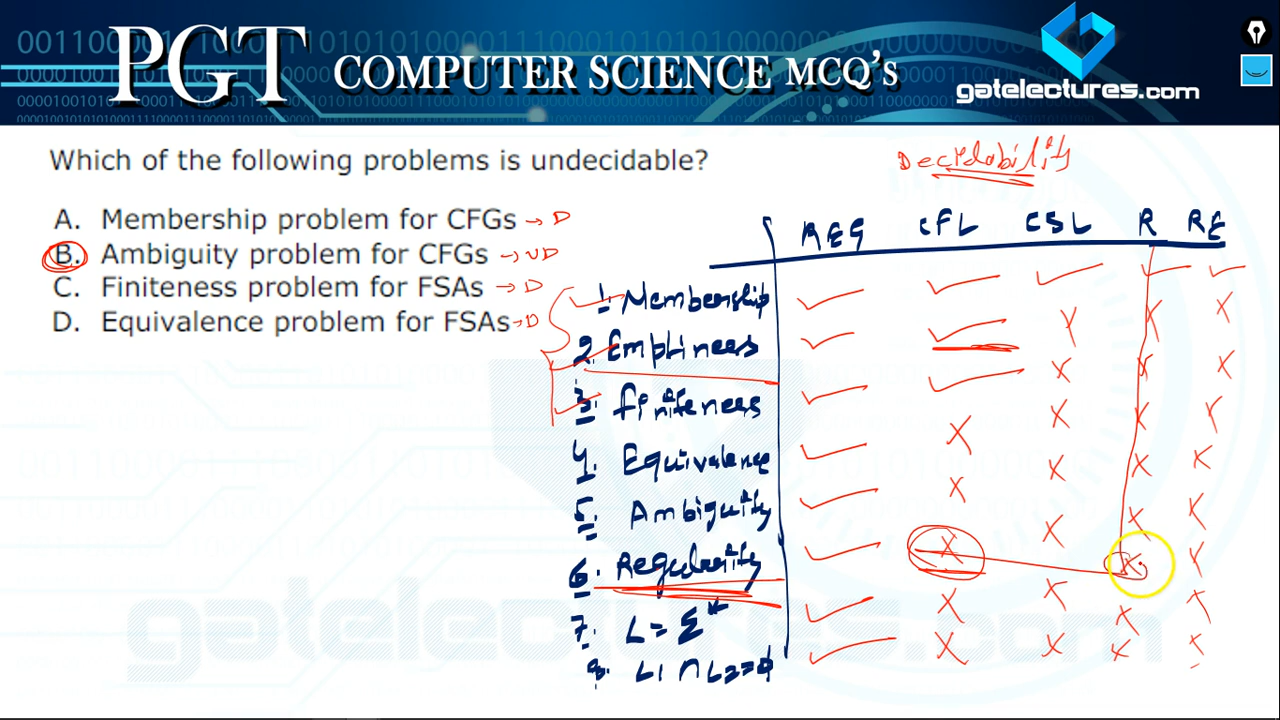 PGT COMPUTER SCIENCE MCQ's
gatelectures.com
Which of the following problems is undecidable?
Decidability
A. Membership problem for CFGs → D
B. Ambiguity problem for CFGs → UD
C. Finiteness problem for FSAs → D
D. Equivalence problem for FSAs → D
REG CFL CSL R RE
1. Membership ✓ ✓ ✓ ✓ ✓
2. Emptiness ✓ ✓ X X X
3. finiteness ✓ ✓ X X X
4. Equivalence ✓ X X X X
5. Ambiguity ✓ X X X X
6. Regularity ✓ X X X X
7. L = Σ* ✓ X X X X
8. L1 ∩ L2 = ϕ ✓ X X X X
gatelectures.com